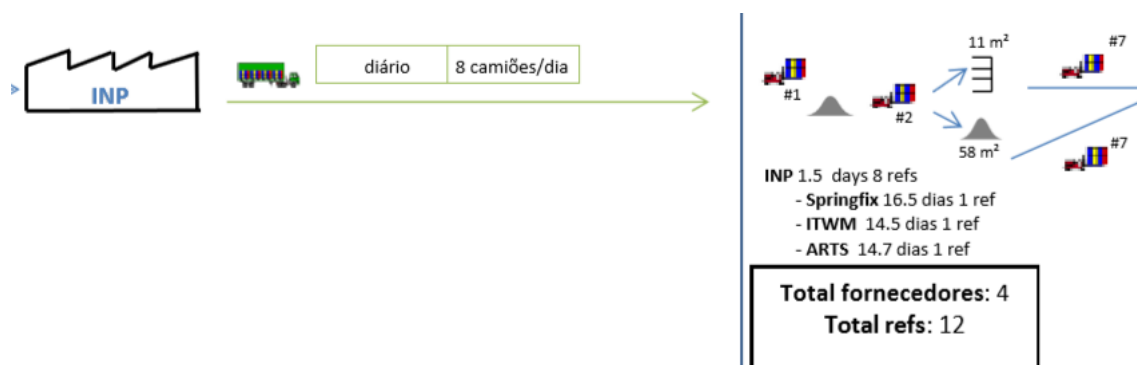 INP
diário
8 camiões/dia
#1
#2
11 m²
58 m²
#7
#7
INP 1.5 days 8 refs
- Springfix 16.5 dias 1 ref
- ITWM 14.5 dias 1 ref
- ARTS 14.7 dias 1 ref
Total fornecedores: 4
Total refs: 12